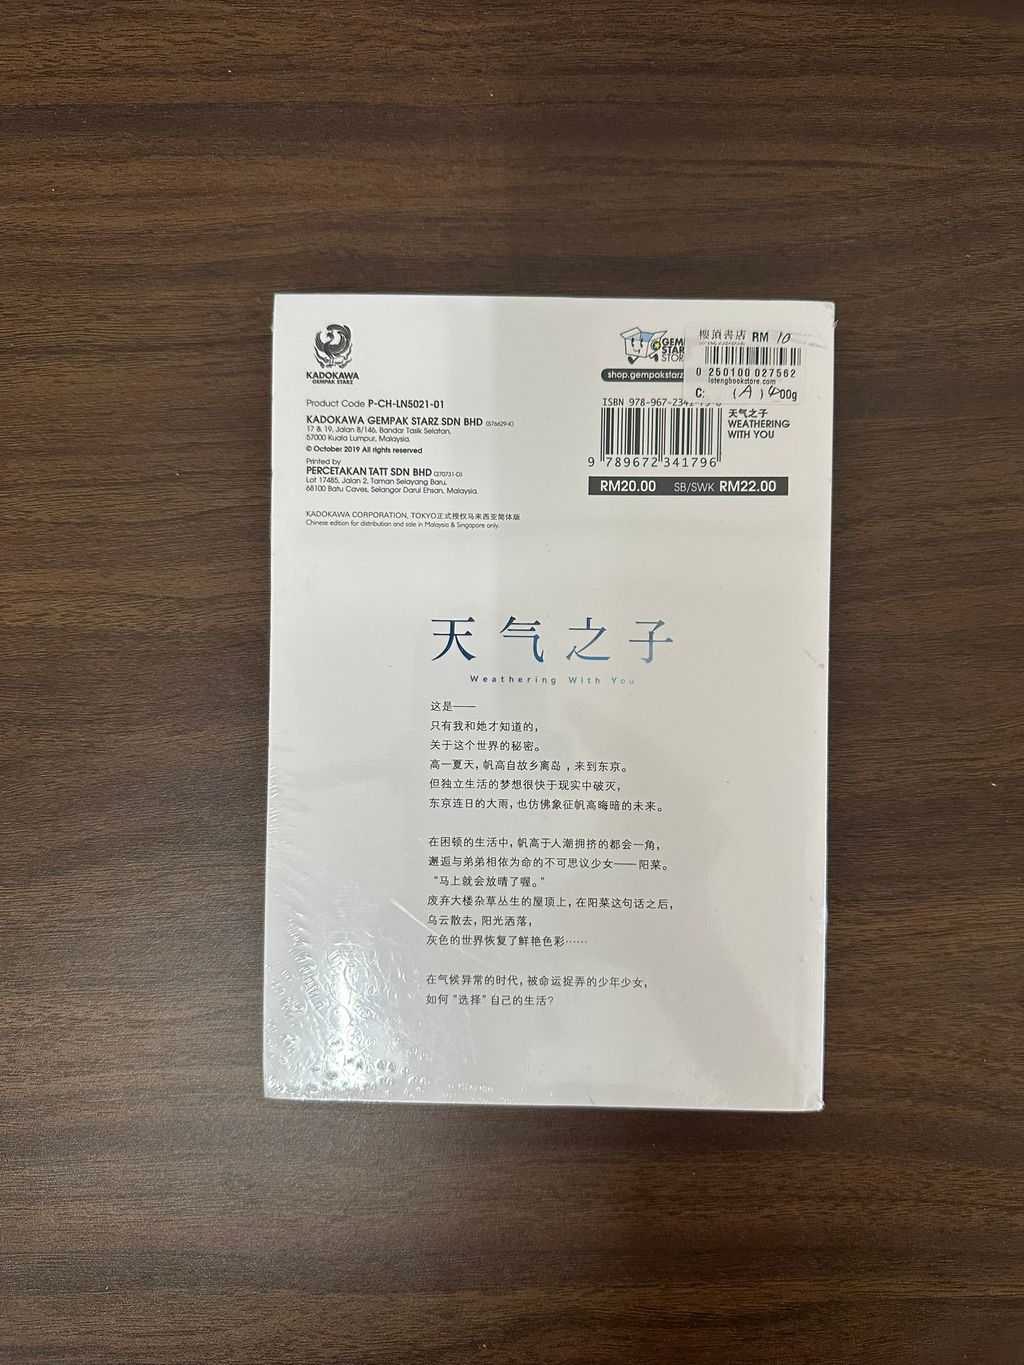 KADOKAWA
GEMPAK STARZ
Product Code P-CH-LN5021-01
KADOKAWA GEMPAK STARZ SDN BHD (576629-K)
17 & 19, Jalan 8/146, Bandar Tasik Selatan,
57000 Kuala Lumpur, Malaysia.
© October 2019 All rights reserved
Printed by
PERCETAKAN TATT SDN BHD (270731-D)
Lot 17485, Jalan 2, Taman Selayang Baru,
68100 Batu Caves, Selangor Darul Ehsan, Malaysia.
KADOKAWA CORPORATION, TOKYO正式授权马来西亚简体版
Chinese edition for distribution and sale in Malaysia & Singapore only.
GEM
STAR
STOR
shop.gempakstarz
樓頂書店 RM 10
0 250100 027562
lotengbookstore.com
C: (A) 00g
ISBN 978-967-2341-79-6
9 789672 341796
天气之子
WEATHERING
WITH YOU
RM20.00 SB/SWK RM22.00
天气之子
Weathering With You
这是——
只有我和她才知道的，
关于这个世界的秘密。
高一夏天，帆高自故乡离岛，来到东京。
但独立生活的梦想很快于现实中破灭，
东京连日的大雨，也仿佛象征帆高晦暗的未来。
在困顿的生活中，帆高于人潮拥挤的都会一角，
邂逅与弟弟相依为命的不可思议少女——阳菜。
“马上就会放晴了喔。”
废弃大楼杂草丛生的屋顶上，在阳菜这句话之后，
乌云散去，阳光洒落，
灰色的世界恢复了鲜艳色彩……
在气候异常的时代，被命运捉弄的少年少女，
如何“选择”自己的生活？